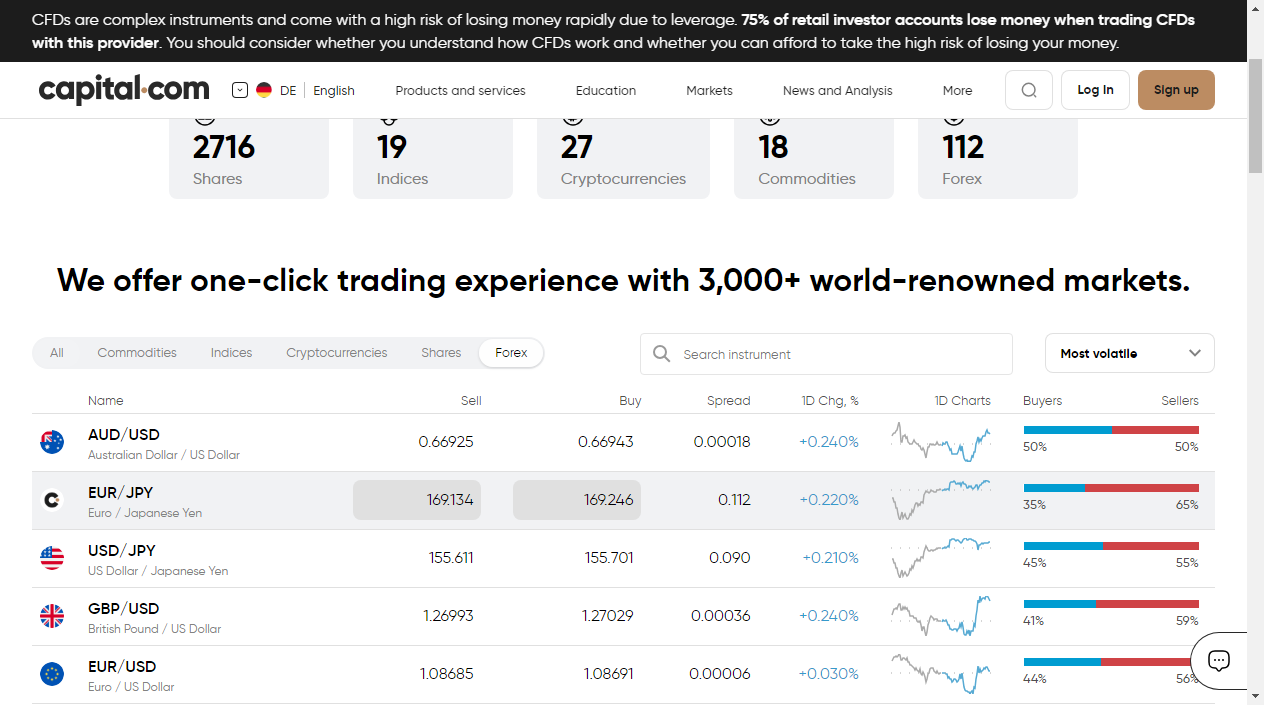 CFDs are complex instruments and come with a high risk of losing money rapidly due to leverage. 75% of retail investor accounts lose money when trading CFDs
with this provider. You should consider whether you understand how CFDs work and whether you can afford to take the high risk of losing your money.
capital.com DE English Products and services Education Markets News and Analysis More Log In Sign up
2716 19 27 18 112
Shares Indices Cryptocurrencies Commodities Forex
We offer one-click trading experience with 3,000+ world-renowned markets.
All Commodities Indices Cryptocurrencies Shares Forex Search instrument Most volatile
Name Sell Buy Spread 1D Chg, % 1D Charts Buyers Sellers
AUD/USD 0.66925 0.66943 0.00018 +0.240%
Australian Dollar / US Dollar 50% 50%
EUR/JPY 169.134 169.246 0.112 +0.220%
Euro / Japanese Yen 35% 65%
USD/JPY 155.611 155.701 0.090 +0.210%
US Dollar / Japanese Yen 45% 55%
GBP/USD 1.26993 1.27029 0.00036 +0.240%
British Pound / US Dollar 41% 59%
EUR/USD 1.08685 1.08691 0.00006 +0.030%
Euro / US Dollar 44% 56%